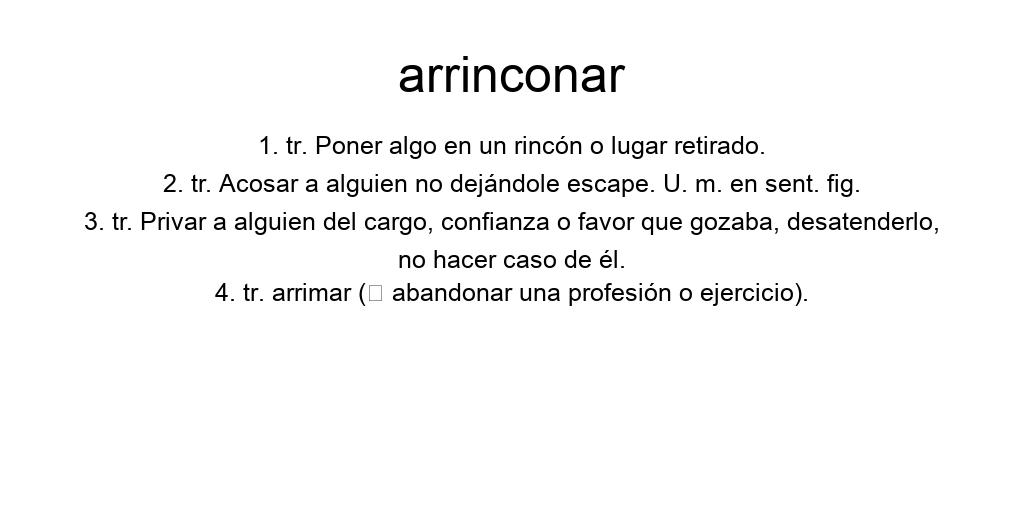 arrinconar
1. tr. Poner algo en un rincón o lugar retirado.
2. tr. Acosar a alguien no dejándole escape. U. m. en sent. fig.
3. tr. Privar a alguien del cargo, confianza o favor que gozaba, desatenderlo,
no hacer caso de él.
4. tr. arrimar (□ abandonar una profesión o ejercicio).